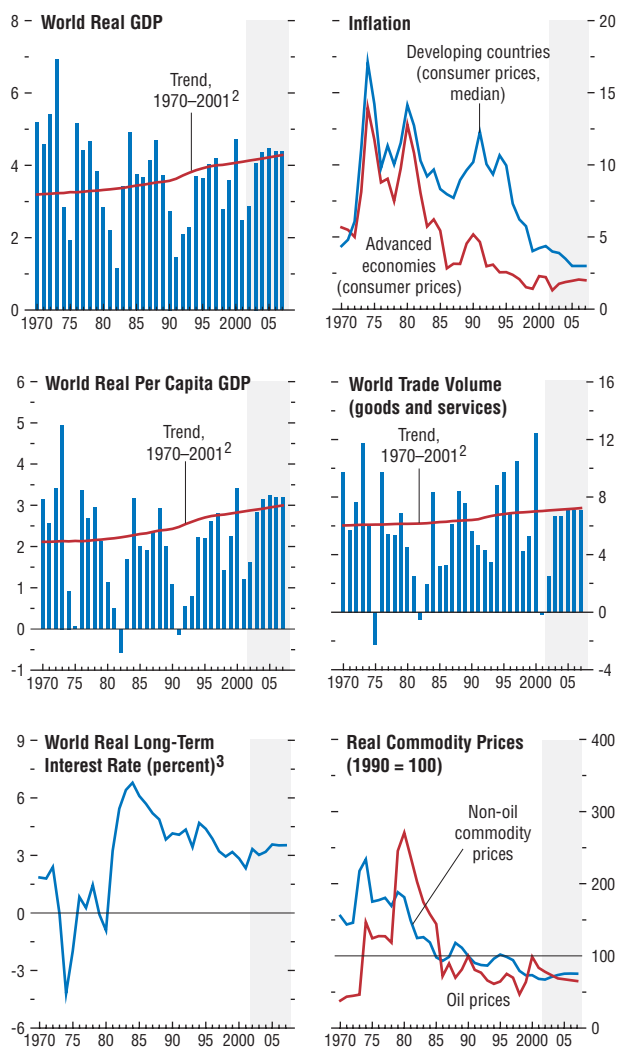 World Real GDP
8
6
4
2
0
Trend,
1970–2001²
1970 75 80 85 90 95 2000 05
Inflation
20
15
10
5
0
Developing countries
(consumer prices,
median)
Advanced
economies
(consumer prices)
1970 75 80 85 90 95 2000 05
World Real Per Capita GDP
6
5
4
3
2
1
0
-1
Trend,
1970–2001²
1970 75 80 85 90 95 2000 05
World Trade Volume
(goods and services)
16
12
8
4
0
-4
Trend,
1970–2001²
1970 75 80 85 90 95 2000 05
World Real Long-Term
Interest Rate (percent)³
9
6
3
0
-3
-6
1970 75 80 85 90 95 2000 05
Real Commodity Prices
(1990 = 100)
400
300
200
150
100
50
0
Non-oil
commodity
prices
Oil prices
1970 75 80 85 90 95 2000 05